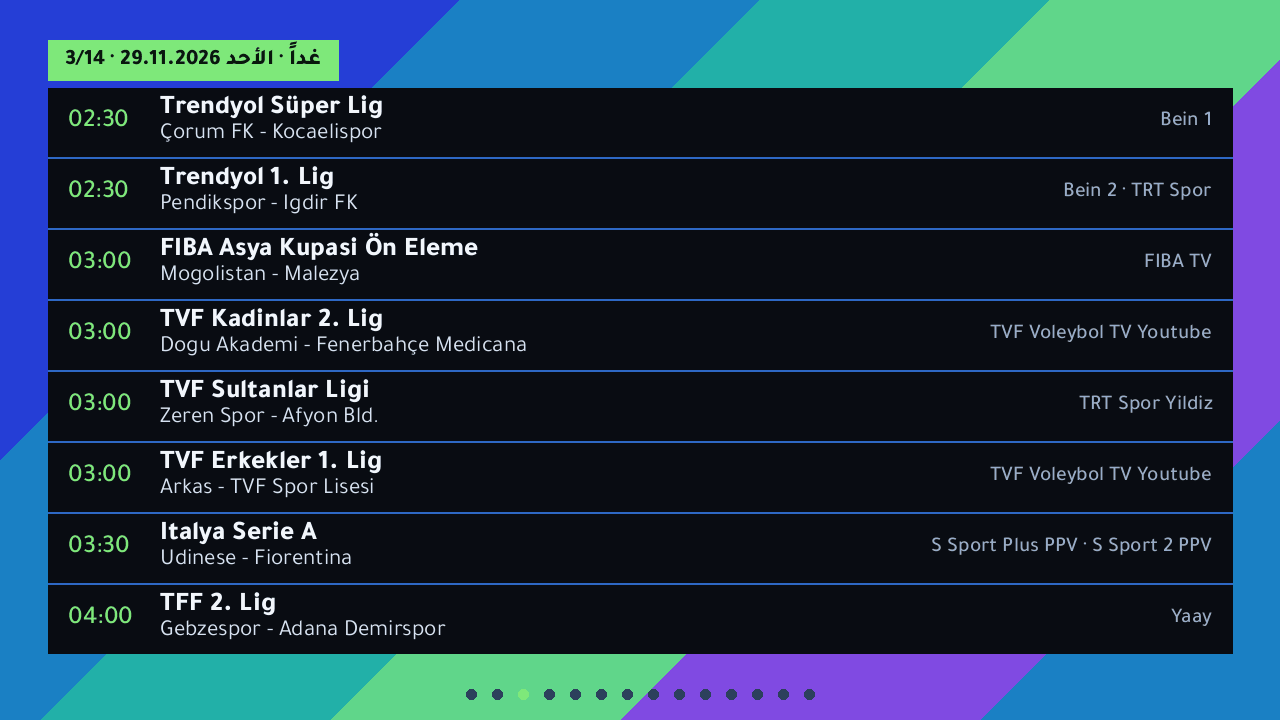 غداً · الأحد 29.11.2026 · 3/14
02:30 Trendyol Süper Lig
Çorum FK - Kocaelispor
Bein 1
02:30 Trendyol 1. Lig
Pendikspor - Igdir FK
Bein 2 · TRT Spor
03:00 FIBA Asya Kupasi Ön Eleme
Mogolistan - Malezya
FIBA TV
03:00 TVF Kadinlar 2. Lig
Dogu Akademi - Fenerbahçe Medicana
TVF Voleybol TV Youtube
03:00 TVF Sultanlar Ligi
Zeren Spor - Afyon Bld.
TRT Spor Yildiz
03:00 TVF Erkekler 1. Lig
Arkas - TVF Spor Lisesi
TVF Voleybol TV Youtube
03:30 Italya Serie A
Udinese - Fiorentina
S Sport Plus PPV · S Sport 2 PPV
04:00 TFF 2. Lig
Gebzespor - Adana Demirspor
Yaay